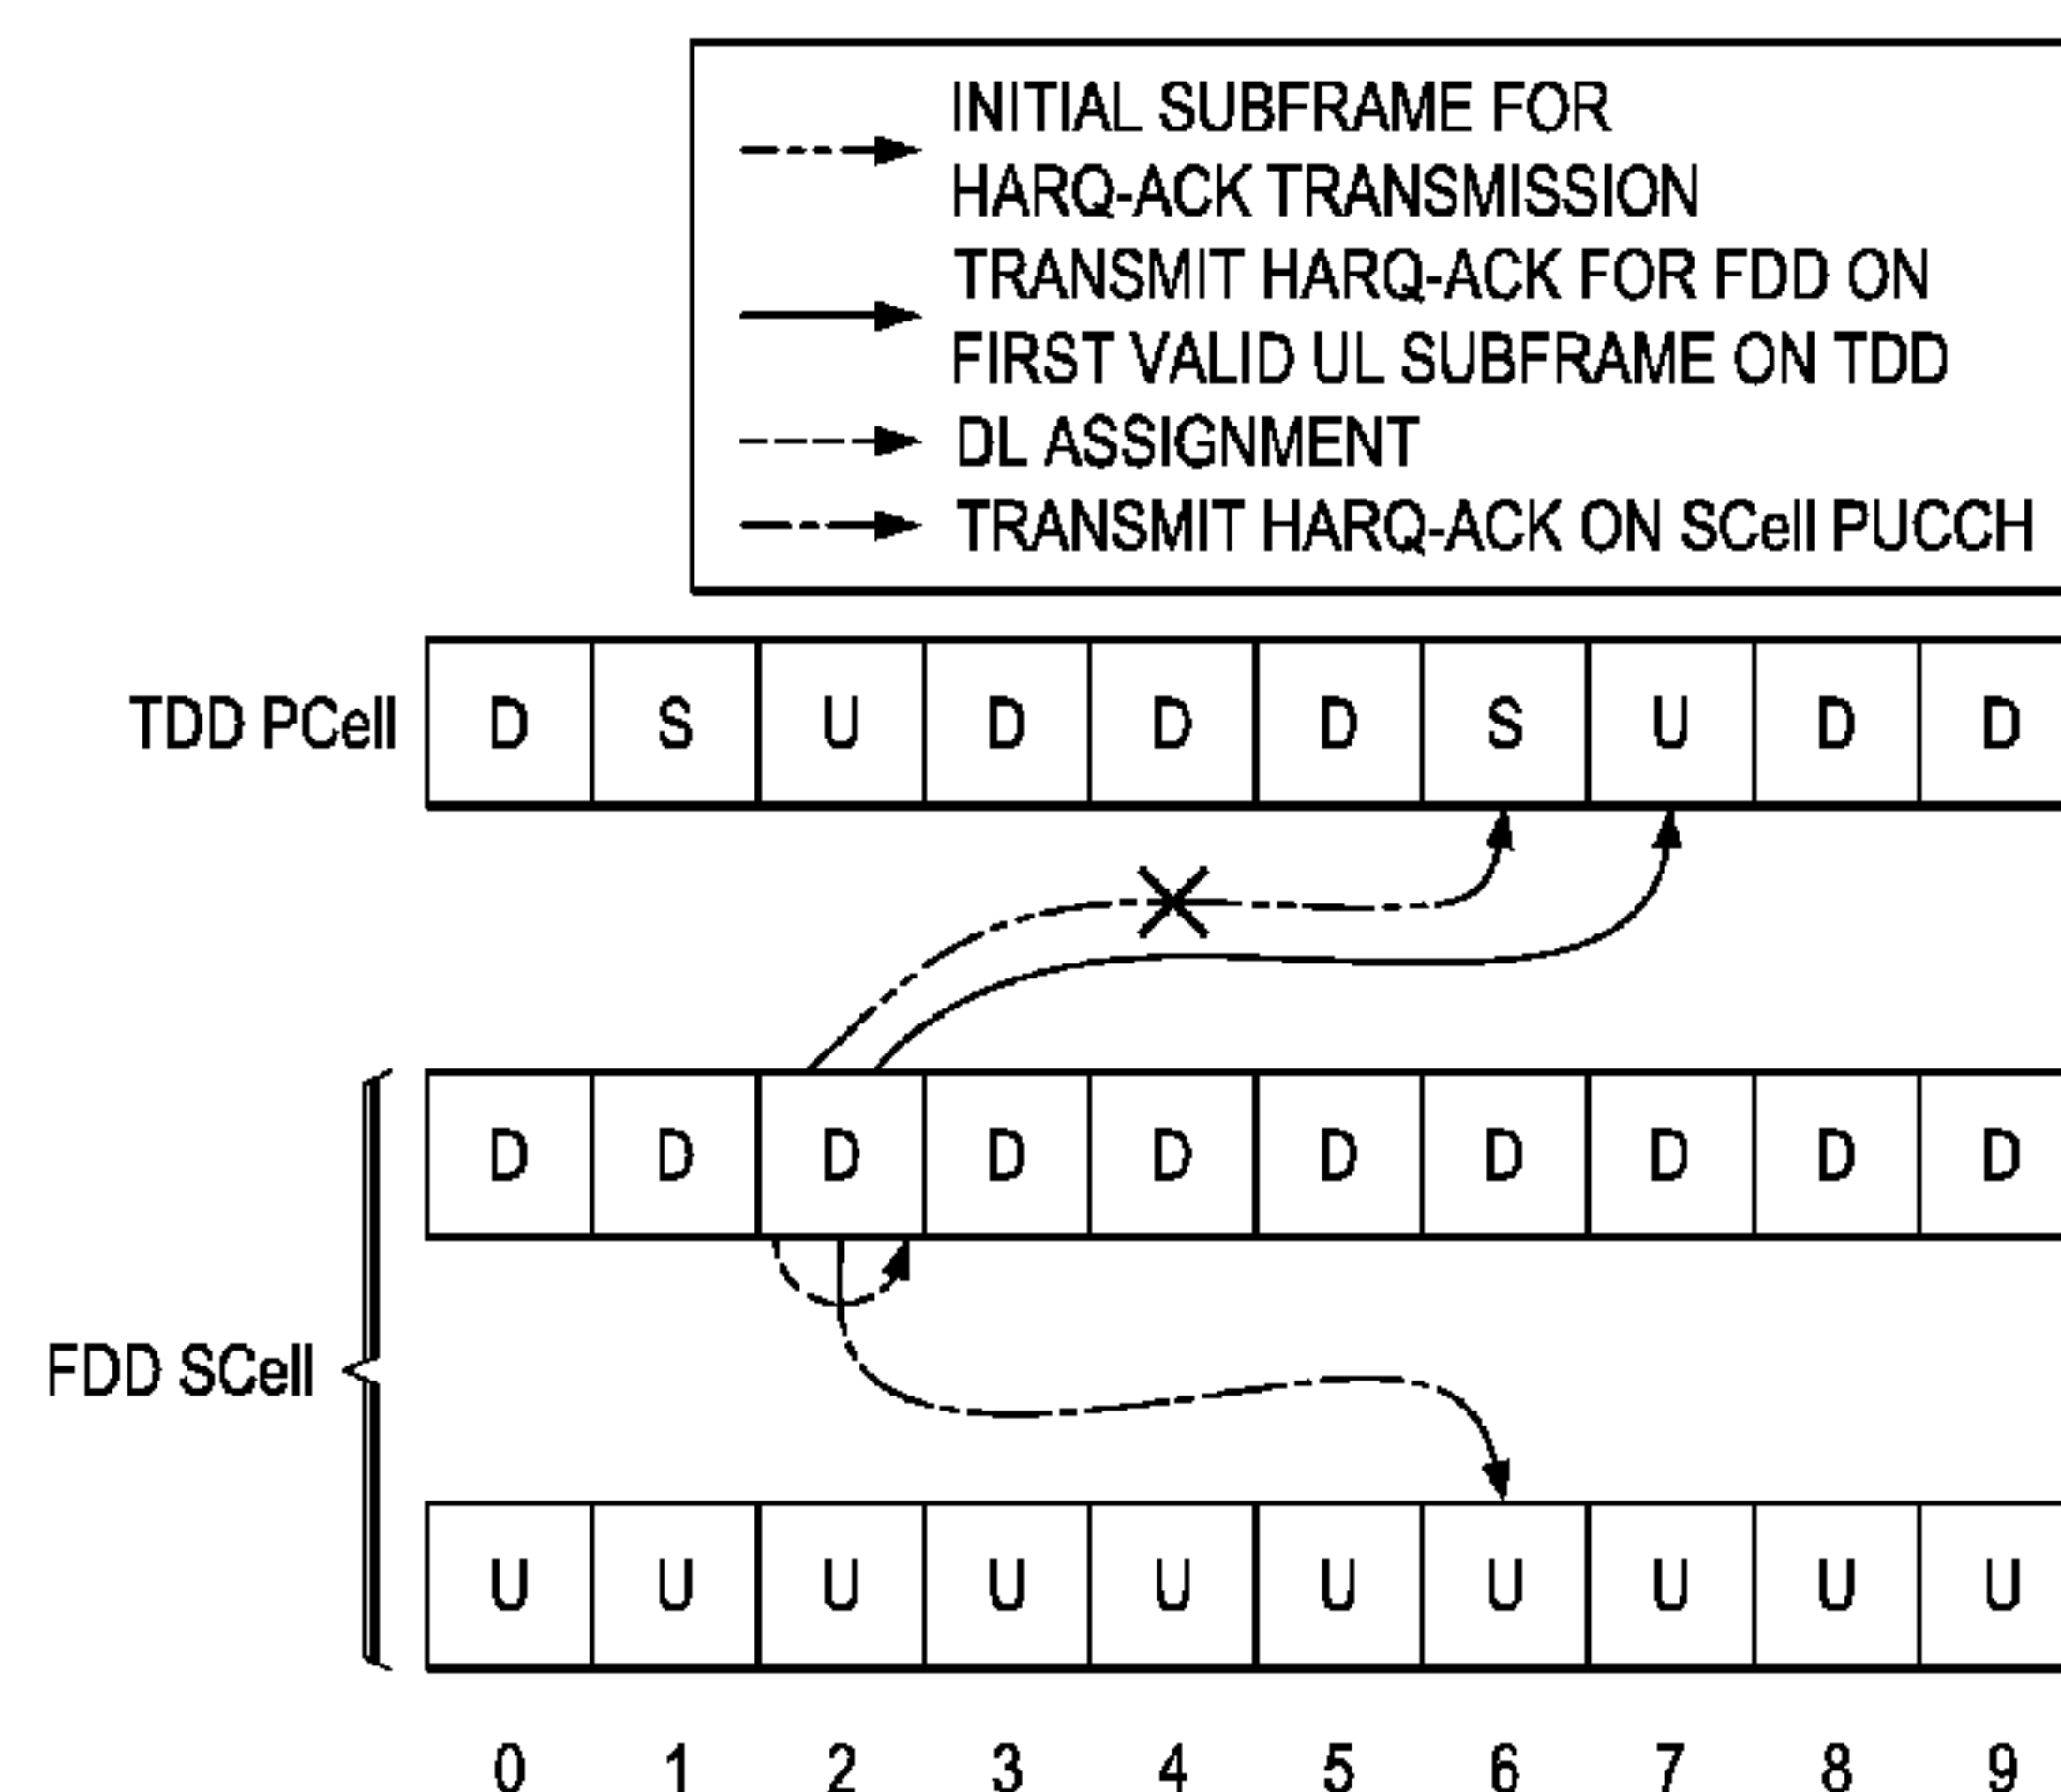 INITIAL SUBFRAME FOR
HARQ-ACK TRANSMISSION
TRANSMIT HARQ-ACK FOR FDD ON
FIRST VALID UL SUBFRAME ON TDD
DL ASSIGNMENT
TRANSMIT HARQ-ACK ON SCell PUCCH
TDD PCell D S U D D D S U D D
D D D D D D D D D D
FDD SCell
U U U U U U U U U U
0 1 2 3 4 5 6 7 8 9